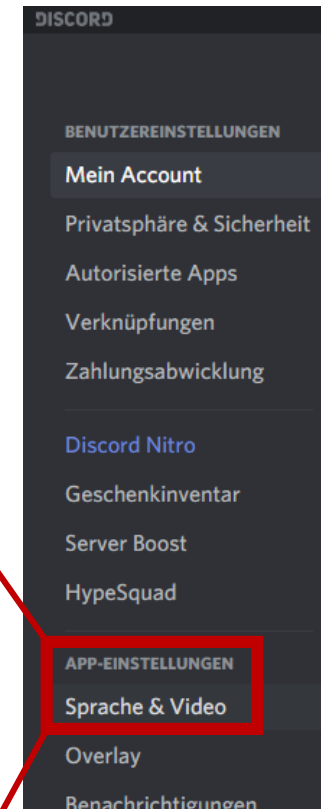 DISCORD
BENUTZEREINSTELLUNGEN
Mein Account
Privatsphäre & Sicherheit
Autorisierte Apps
Verknüpfungen
Zahlungsabwicklung
Discord Nitro
Geschenkinventar
Server Boost
HypeSquad
APP-EINSTELLUNGEN
Sprache & Video
Overlay
Benachrichtigungen